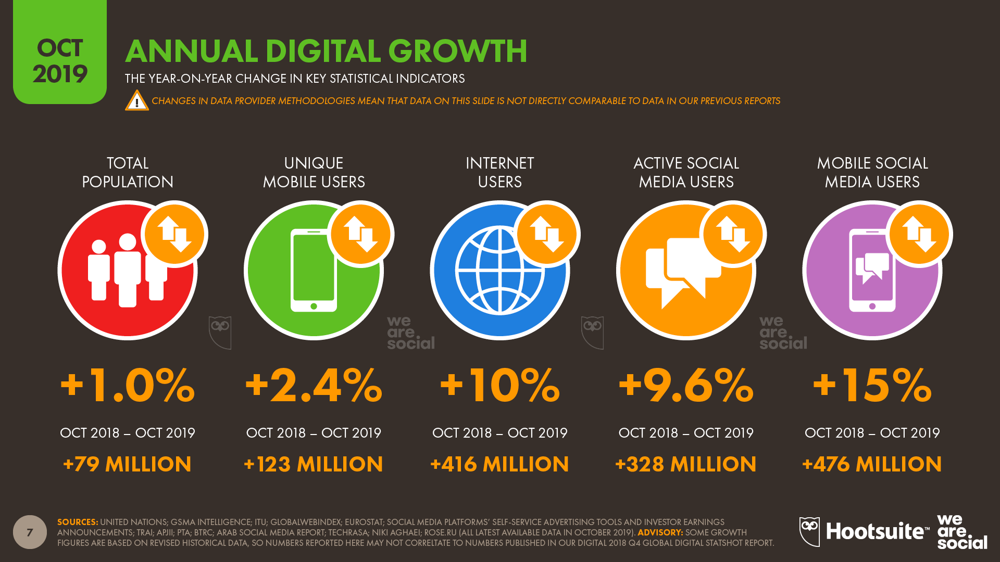 OCT
2019
ANNUAL DIGITAL GROWTH
THE YEAR-ON-YEAR CHANGE IN KEY STATISTICAL INDICATORS
! CHANGES IN DATA PROVIDER METHODOLOGIES MEAN THAT DATA ON THIS SLIDE IS NOT DIRECTLY COMPARABLE TO DATA IN OUR PREVIOUS REPORTS
TOTAL
POPULATION
UNIQUE
MOBILE USERS
INTERNET
USERS
ACTIVE SOCIAL
MEDIA USERS
MOBILE SOCIAL
MEDIA USERS
we
are
social
we
are
social
+1.0%
+2.4%
+10%
+9.6%
+15%
OCT 2018 – OCT 2019
OCT 2018 – OCT 2019
OCT 2018 – OCT 2019
OCT 2018 – OCT 2019
OCT 2018 – OCT 2019
+79 MILLION
+123 MILLION
+416 MILLION
+328 MILLION
+476 MILLION
7
SOURCES: UNITED NATIONS; GSMA INTELLIGENCE; ITU; GLOBALWEBINDEX; EUROSTAT; SOCIAL MEDIA PLATFORMS’ SELF-SERVICE ADVERTISING TOOLS AND INVESTOR EARNINGS
ANNOUNCEMENTS; TRAI; APJII; PTA; BTRC; ARAB SOCIAL MEDIA REPORT; TECHRASA; NIKI AGHAEI; ROSE.RU (ALL LATEST AVAILABLE DATA IN OCTOBER 2019). ADVISORY: SOME GROWTH
FIGURES ARE BASED ON REVISED HISTORICAL DATA, SO NUMBERS REPORTED HERE MAY NOT CORRELTATE TO NUMBERS PUBLISHED IN OUR DIGITAL 2018 Q4 GLOBAL DIGITAL STATSHOT REPORT.
Hootsuite™
we
are
social